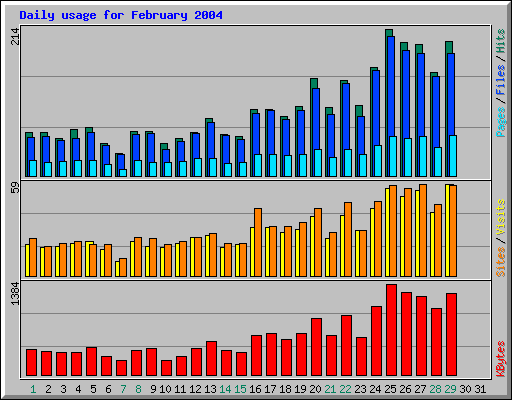 Daily usage for February 2004
214
Pages / Files / Hits
59
Sites / Visits
1384
KBytes
1 2 3 4 5 6 7 8 9 10 11 12 13 14 15 16 17 18 19 20 21 22 23 24 25 26 27 28 29 30 31